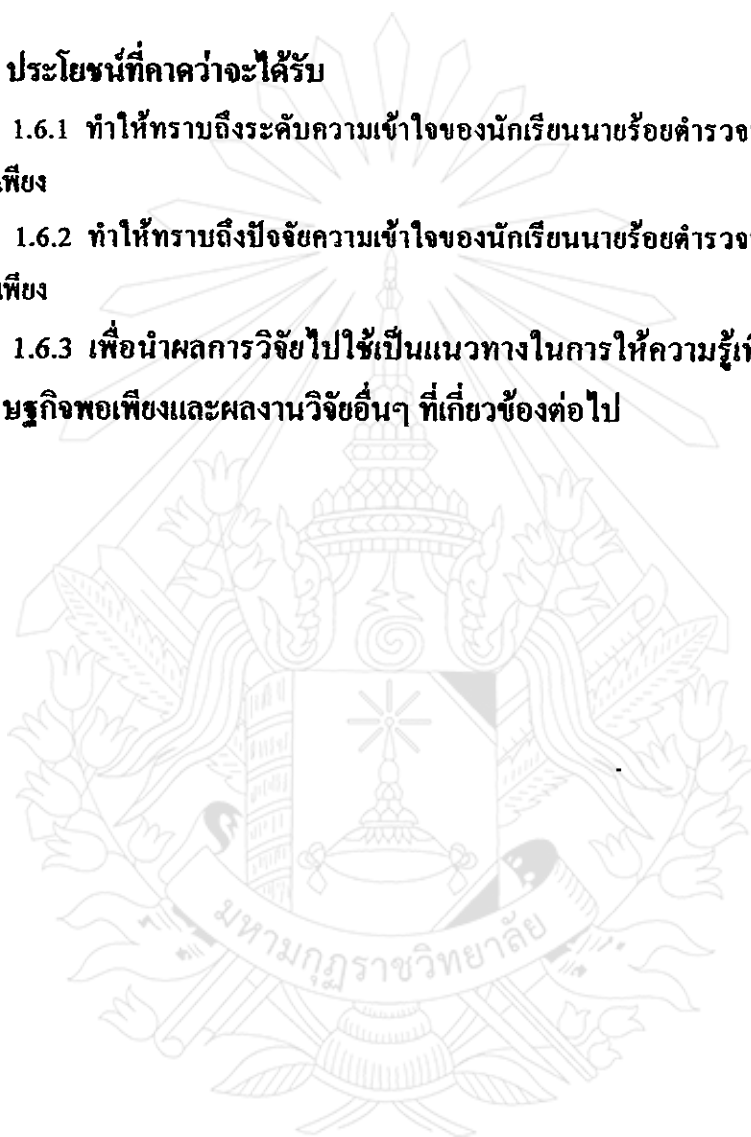 ประโยชน์ที่คาดว่าจะได้รับ
1.6.1 ทำให้ทราบถึงระดับความเข้าใจของนักเรียนนายร้อยตำรวจ
เพียง
1.6.2 ทำให้ทราบถึงปัจจัยความเข้าใจของนักเรียนนายร้อยตำรวจ
เพียง
1.6.3 เพื่อนำผลการวิจัยไปใช้เป็นแนวทางในการให้ความรู้
ษฐกิจพอเพียงและผลงานวิจัยอื่นๆ ที่เกี่ยวข้องต่อไป
มหามกุฏราชวิทยาลัย